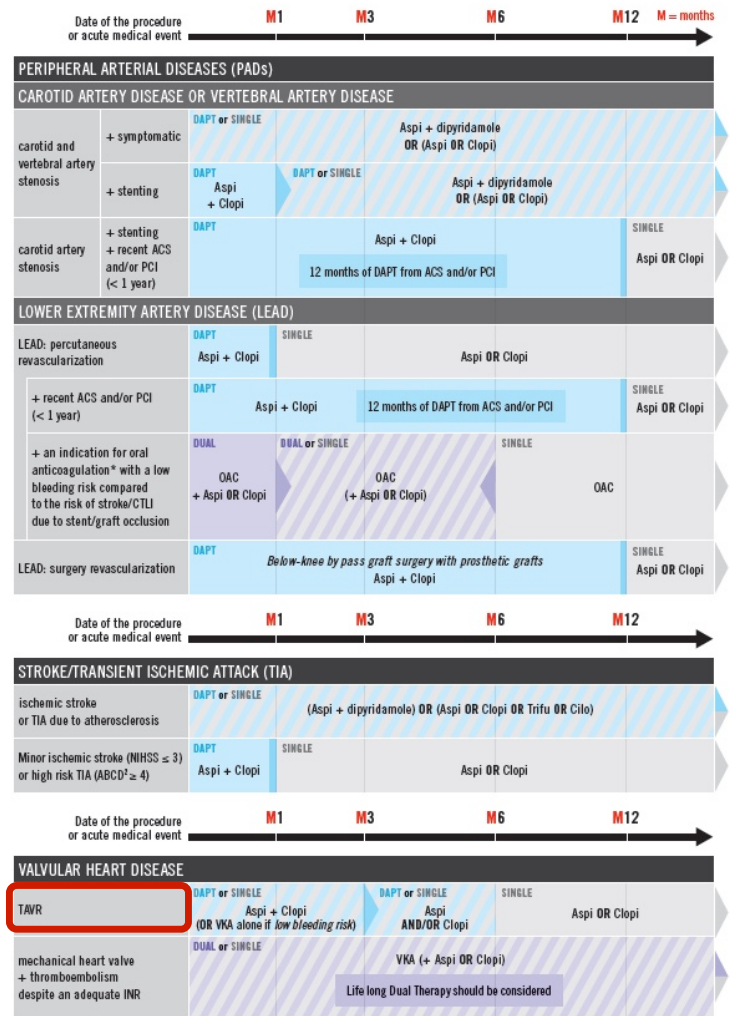 Date of the procedure
or acute medical event
M1 M3 M6 M12 M = months
PERIPHERAL ARTERIAL DISEASES (PADs)
CAROTID ARTERY DISEASE OR VERTEBRAL ARTERY DISEASE
carotid and
vertebral artery
stenosis
+ symptomatic
DAPT or SINGLE
Aspi + dipyridamole
OR (Aspi OR Clopi)
+ stenting
DAPT
Aspi
+ Clopi
DAPT or SINGLE
Aspi + dipyridamole
OR (Aspi OR Clopi)
carotid artery
stenosis
+ stenting
+ recent ACS
and/or PCI
(< 1 year)
DAPT
Aspi + Clopi
12 months of DAPT from ACS and/or PCI
SINGLE
Aspi OR Clopi
LOWER EXTREMITY ARTERY DISEASE (LEAD)
LEAD: percutaneous
revascularization
DAPT
Aspi + Clopi
SINGLE
Aspi OR Clopi
+ recent ACS and/or PCI
(< 1 year)
DAPT
Aspi + Clopi
12 months of DAPT from ACS and/or PCI
SINGLE
Aspi OR Clopi
+ an indication for oral
anticoagulation* with a low
bleeding risk compared
to the risk of stroke/CTLI
due to stent/graft occlusion
DUAL
OAC
+ Aspi OR Clopi
DUAL or SINGLE
OAC
(+ Aspi OR Clopi)
SINGLE
OAC
LEAD: surgery revascularization
DAPT
Below-knee by pass graft surgery with prosthetic grafts
Aspi + Clopi
SINGLE
Aspi OR Clopi
Date of the procedure
or acute medical event
M1 M3 M6 M12
STROKE/TRANSIENT ISCHEMIC ATTACK (TIA)
ischemic stroke
or TIA due to atherosclerosis
DAPT or SINGLE
(Aspi + dipyridamole) OR (Aspi OR Clopi OR Trifu OR Cilo)
Minor ischemic stroke (NIHSS ≤ 3)
or high risk TIA (ABCD² ≥ 4)
DAPT
Aspi + Clopi
SINGLE
Aspi OR Clopi
Date of the procedure
or acute medical event
M1 M3 M6 M12
VALVULAR HEART DISEASE
TAVR
DAPT or SINGLE
Aspi + Clopi
(OR VKA alone if low bleeding risk)
DAPT or SINGLE
Aspi
AND/OR Clopi
SINGLE
Aspi OR Clopi
mechanical heart valve
+ thromboembolism
despite an adequate INR
DUAL or SINGLE
VKA (+ Aspi OR Clopi)
Life long Dual Therapy should be considered